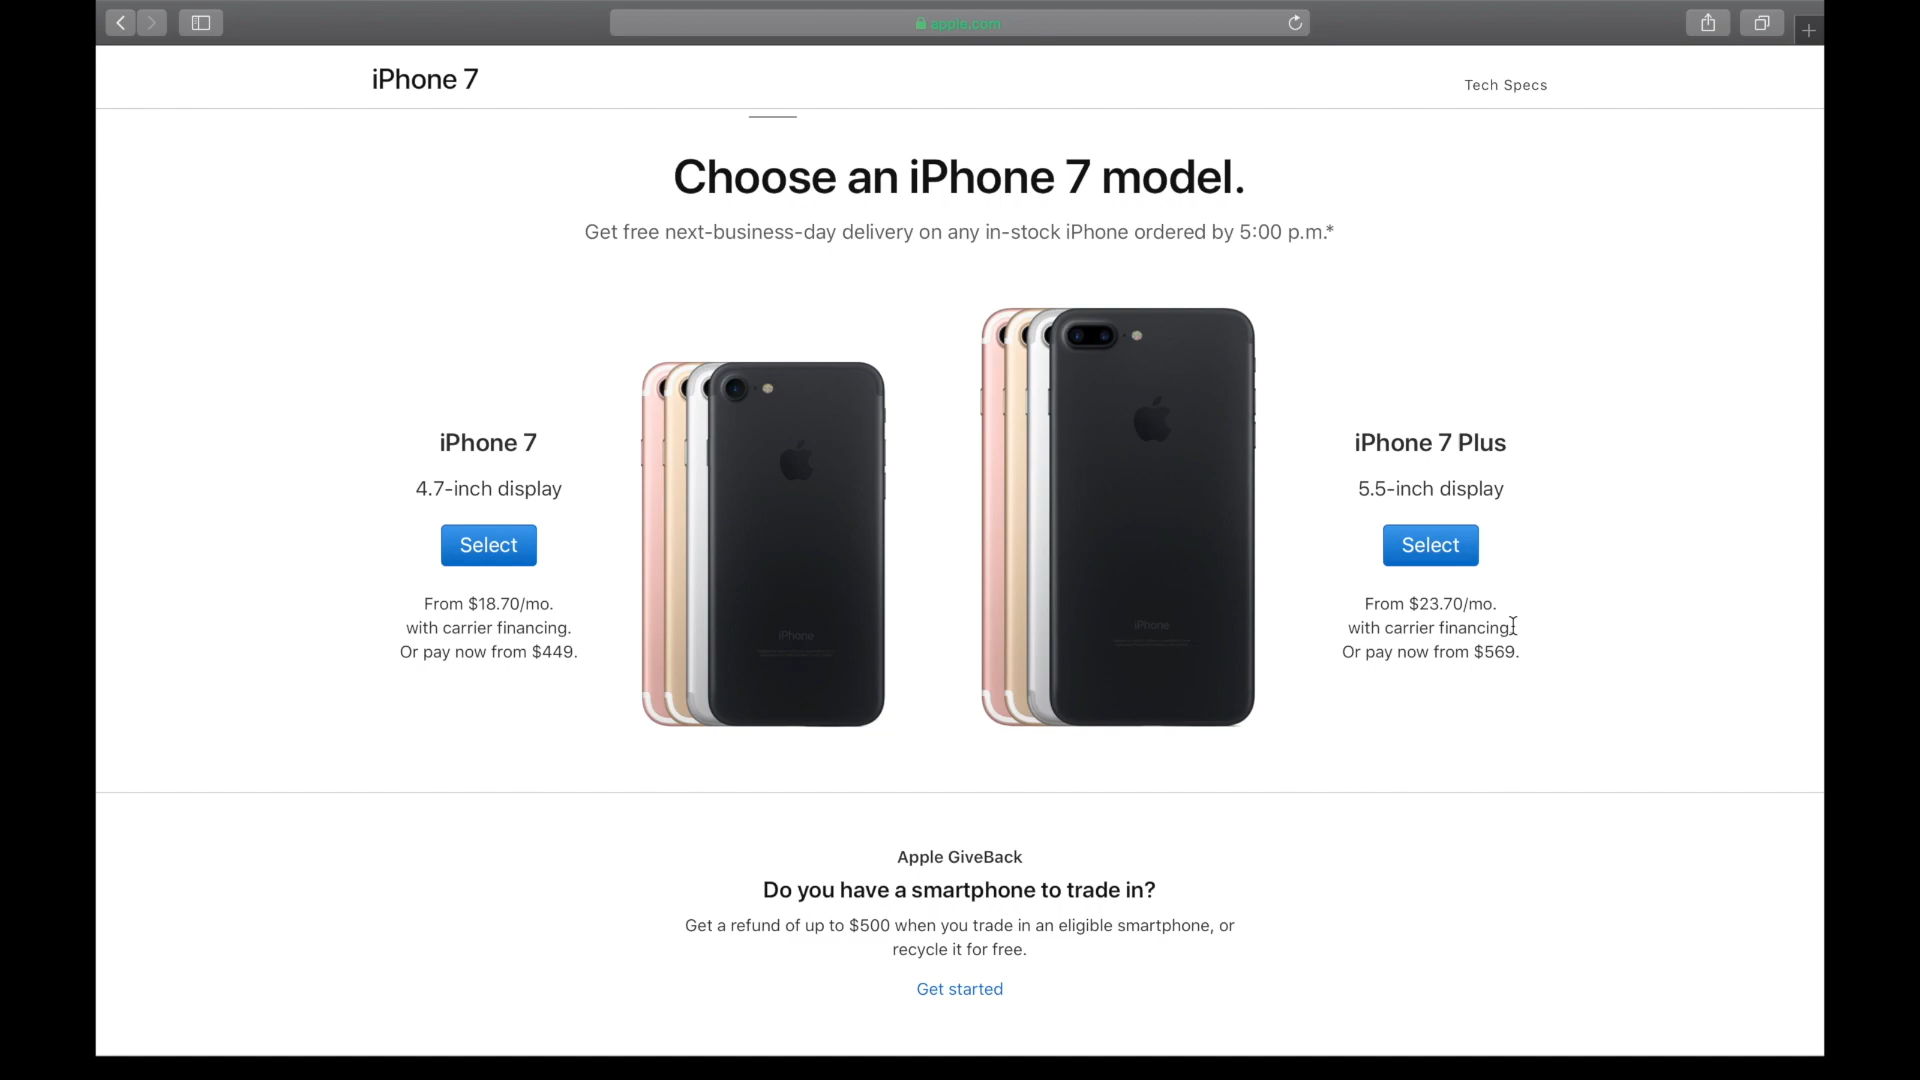 apple.com
iPhone 7
Tech Specs
Choose an iPhone 7 model.
Get free next-business-day delivery on any in-stock iPhone ordered by 5:00 p.m.*
iPhone 7
4.7-inch display
Select
From $18.70/mo.
with carrier financing.
Or pay now from $449.
iPhone
iPhone
iPhone 7 Plus
5.5-inch display
Select
From $23.70/mo.
with carrier financing.
Or pay now from $569.
Apple GiveBack
Do you have a smartphone to trade in?
Get a refund of up to $500 when you trade in an eligible smartphone, or
recycle it for free.
Get started